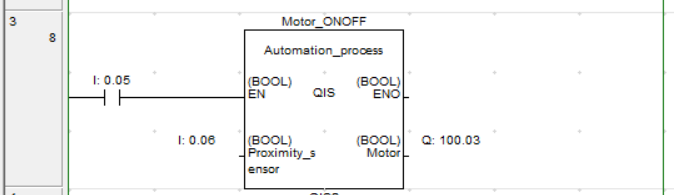 3
8
Motor_ONOFF
Automation_process
I: 0.05
(BOOL) (BOOL)
EN QIS ENO
I: 0.06 (BOOL) (BOOL) Q: 100.03
Proximity_s Motor
ensor